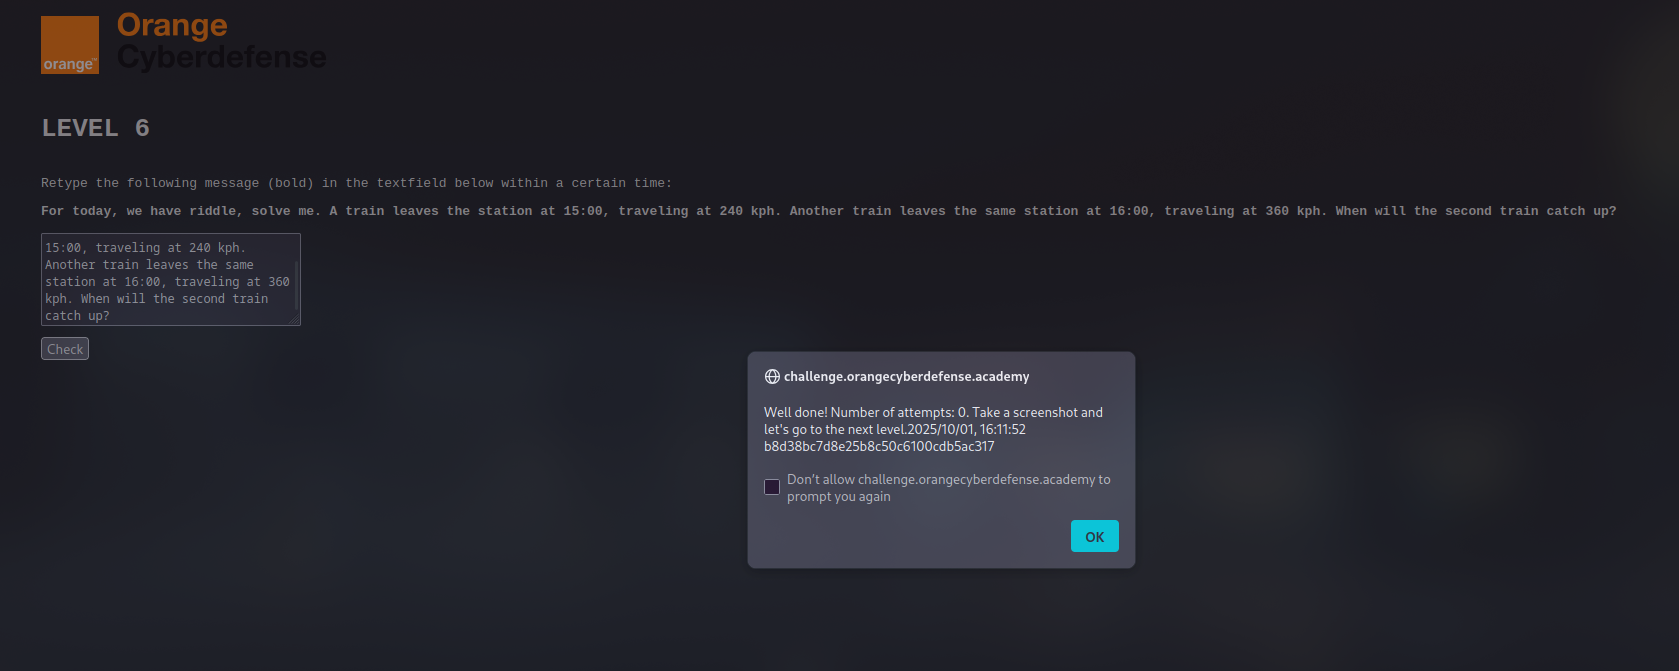 orange™
Orange
Cyberdefense
LEVEL 6
Retype the following message (bold) in the textfield below within a certain time:
For today, we have riddle, solve me. A train leaves the station at 15:00, traveling at 240 kph. Another train leaves the same station at 16:00, traveling at 360 kph. When will the second train catch up?
15:00, traveling at 240 kph.
Another train leaves the same
station at 16:00, traveling at 360
kph. When will the second train
catch up?
Check
challenge.orangecyberdefense.academy
Well done! Number of attempts: 0. Take a screenshot and
let's go to the next level.2025/10/01, 16:11:52
b8d38bc7d8e25b8c50c6100cdb5ac317
Don’t allow challenge.orangecyberdefense.academy to
prompt you again
OK